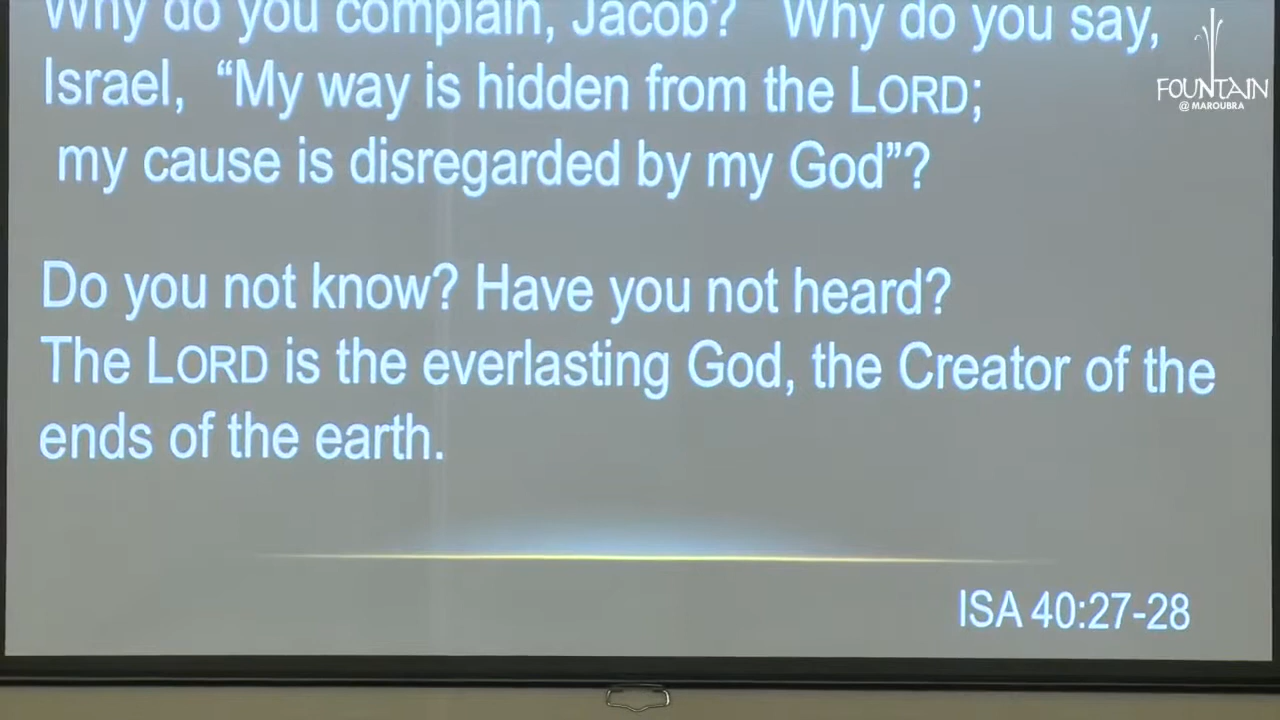 Why do you complain, Jacob? Why do you say,
Israel, “My way is hidden from the LORD;
my cause is disregarded by my God”?
Do you not know? Have you not heard?
The LORD is the everlasting God, the Creator of the
ends of the earth.
ISA 40:27-28
FOUNTAIN
@ MAROUBRA